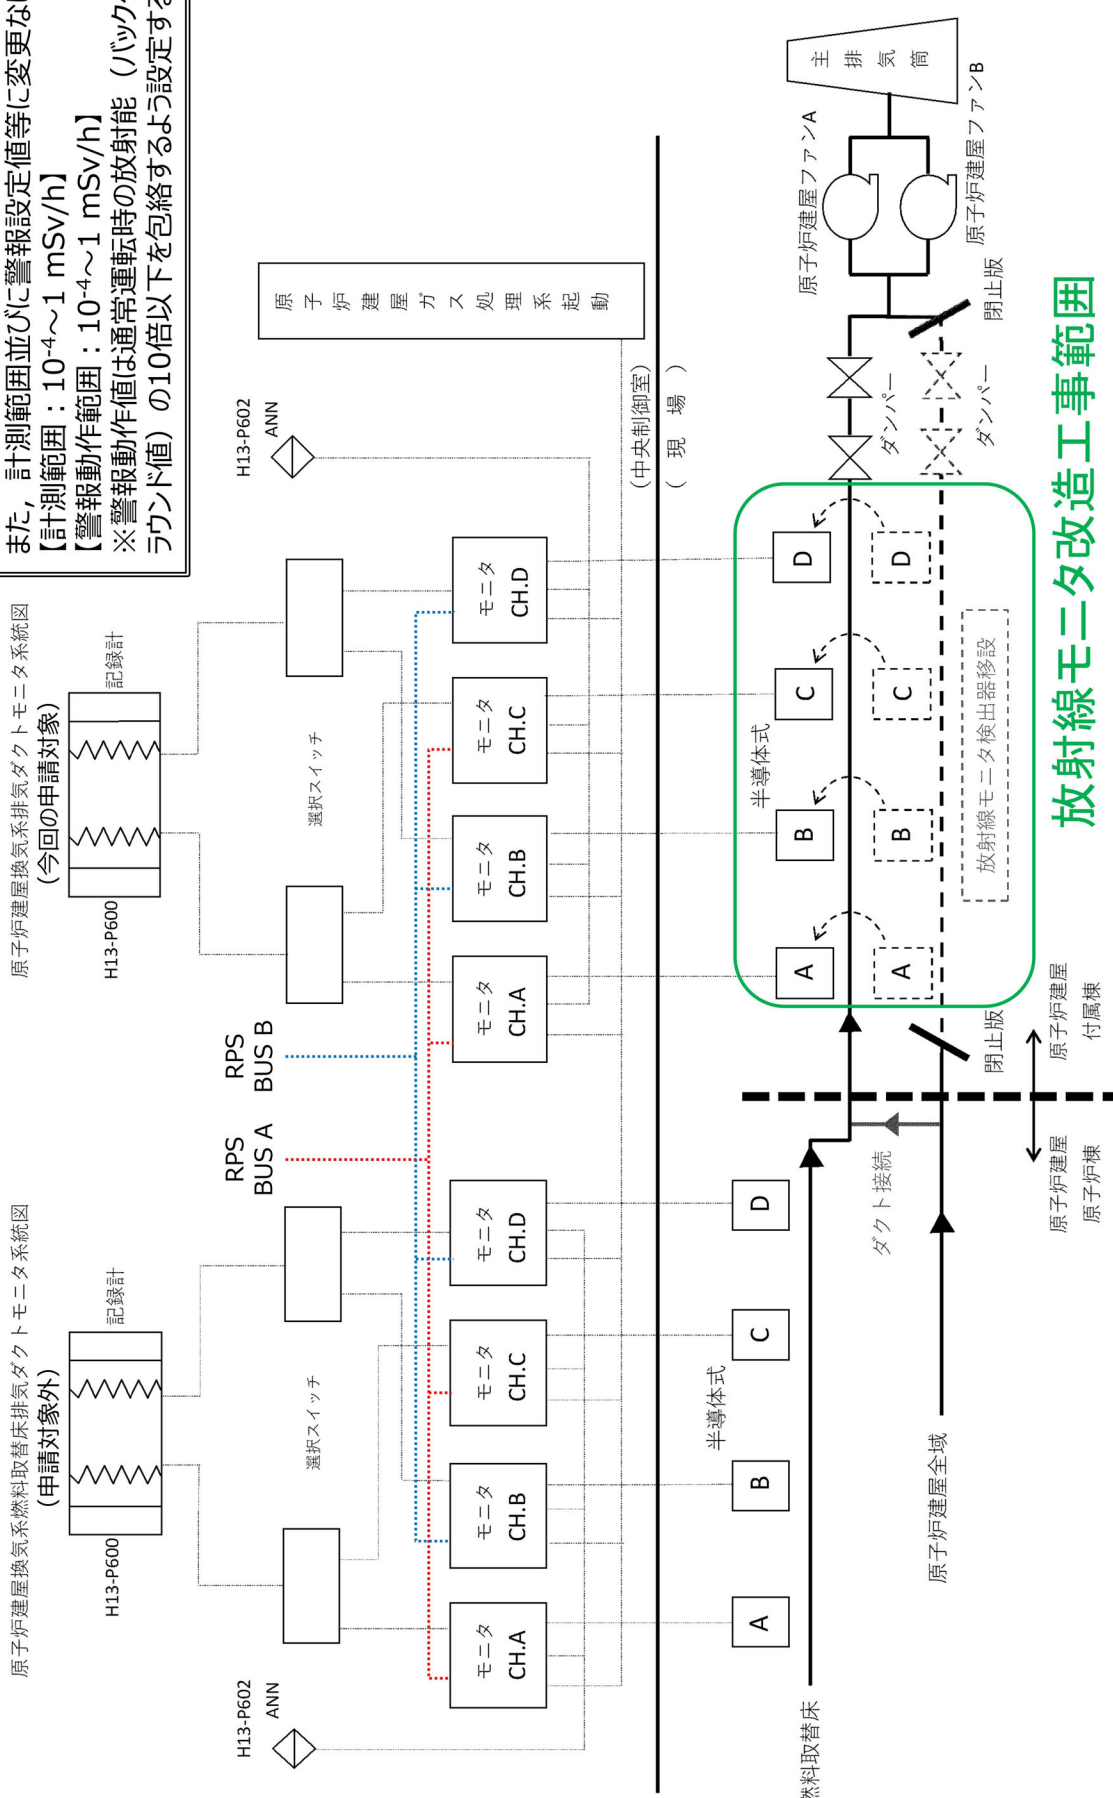 また，計測範囲並びに警報設定値等に変更な
【計測範囲：10⁻⁴～1 mSv/h】
【警報動作範囲：10⁻⁴～1 mSv/h】
※警報動作値は通常運転時の放射能（バック
ラウンド値）の10倍以下を包絡するよう設定する
原子炉建屋換気系燃料取替床排気ダクトモニタ系統図
（申請対象外）
原子炉建屋換気系排気ダクトモニタ系統図
（今回の申請対象）
H13-P600
記録計
H13-P600
記録計
H13-P602
ANN
選択スイッチ
RPS
BUS A
RPS
BUS B
選択スイッチ
H13-P602
ANN
原子炉建屋ガス処理系起動
モニタ
CH.A
モニタ
CH.B
モニタ
CH.C
モニタ
CH.D
モニタ
CH.A
モニタ
CH.B
モニタ
CH.C
モニタ
CH.D
（中央制御室）
（現場）
半導体式
A
B
C
D
半導体式
A
B
C
D
A
B
C
D
放射線モニタ検出器移設
燃料取替床
原子炉建屋全域
ダクト接続
閉止版
ダンパー
ダンパー
閉止版
原子炉建屋ファンA
原子炉建屋ファンB
主排気筒
原子炉建屋
原子炉棟
原子炉建屋
付属棟
放射線モニタ改造工事範囲